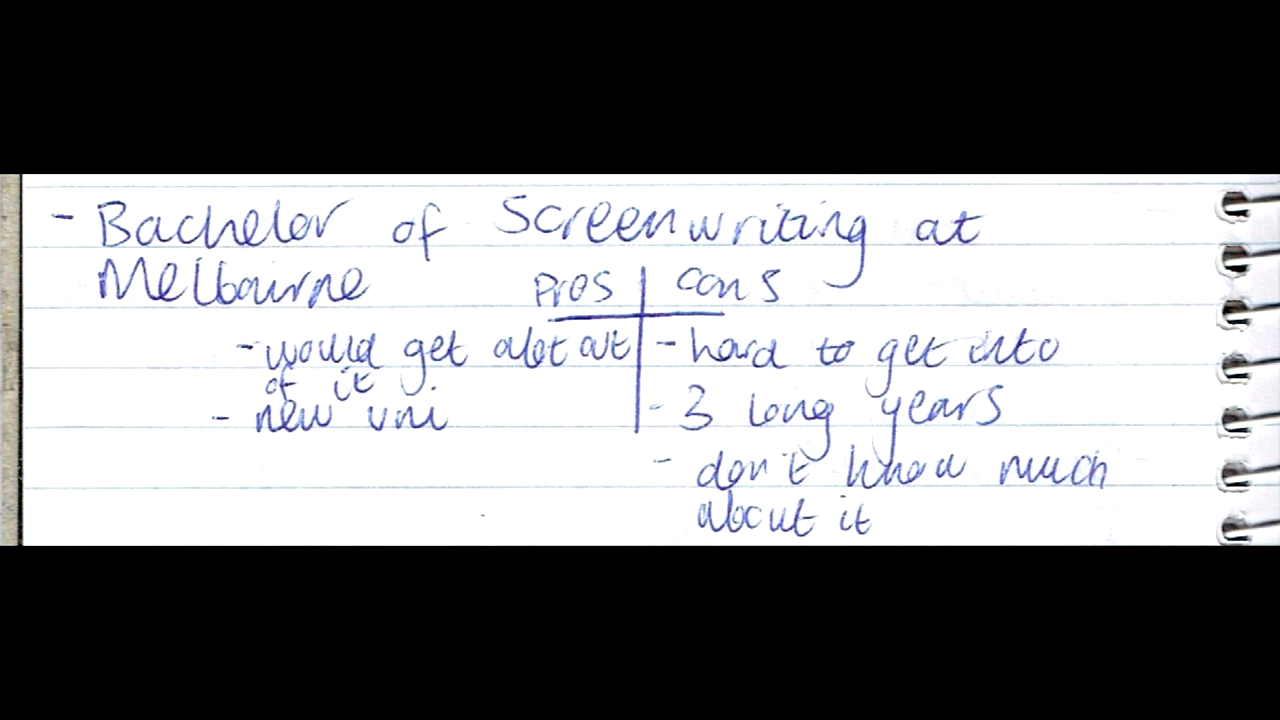 - Bachelor of Screenwriting at
Melbourne
Pros | Cons
- would get alot out
of it
- new uni
- hard to get into
- 3 long years
- don't know much
about it